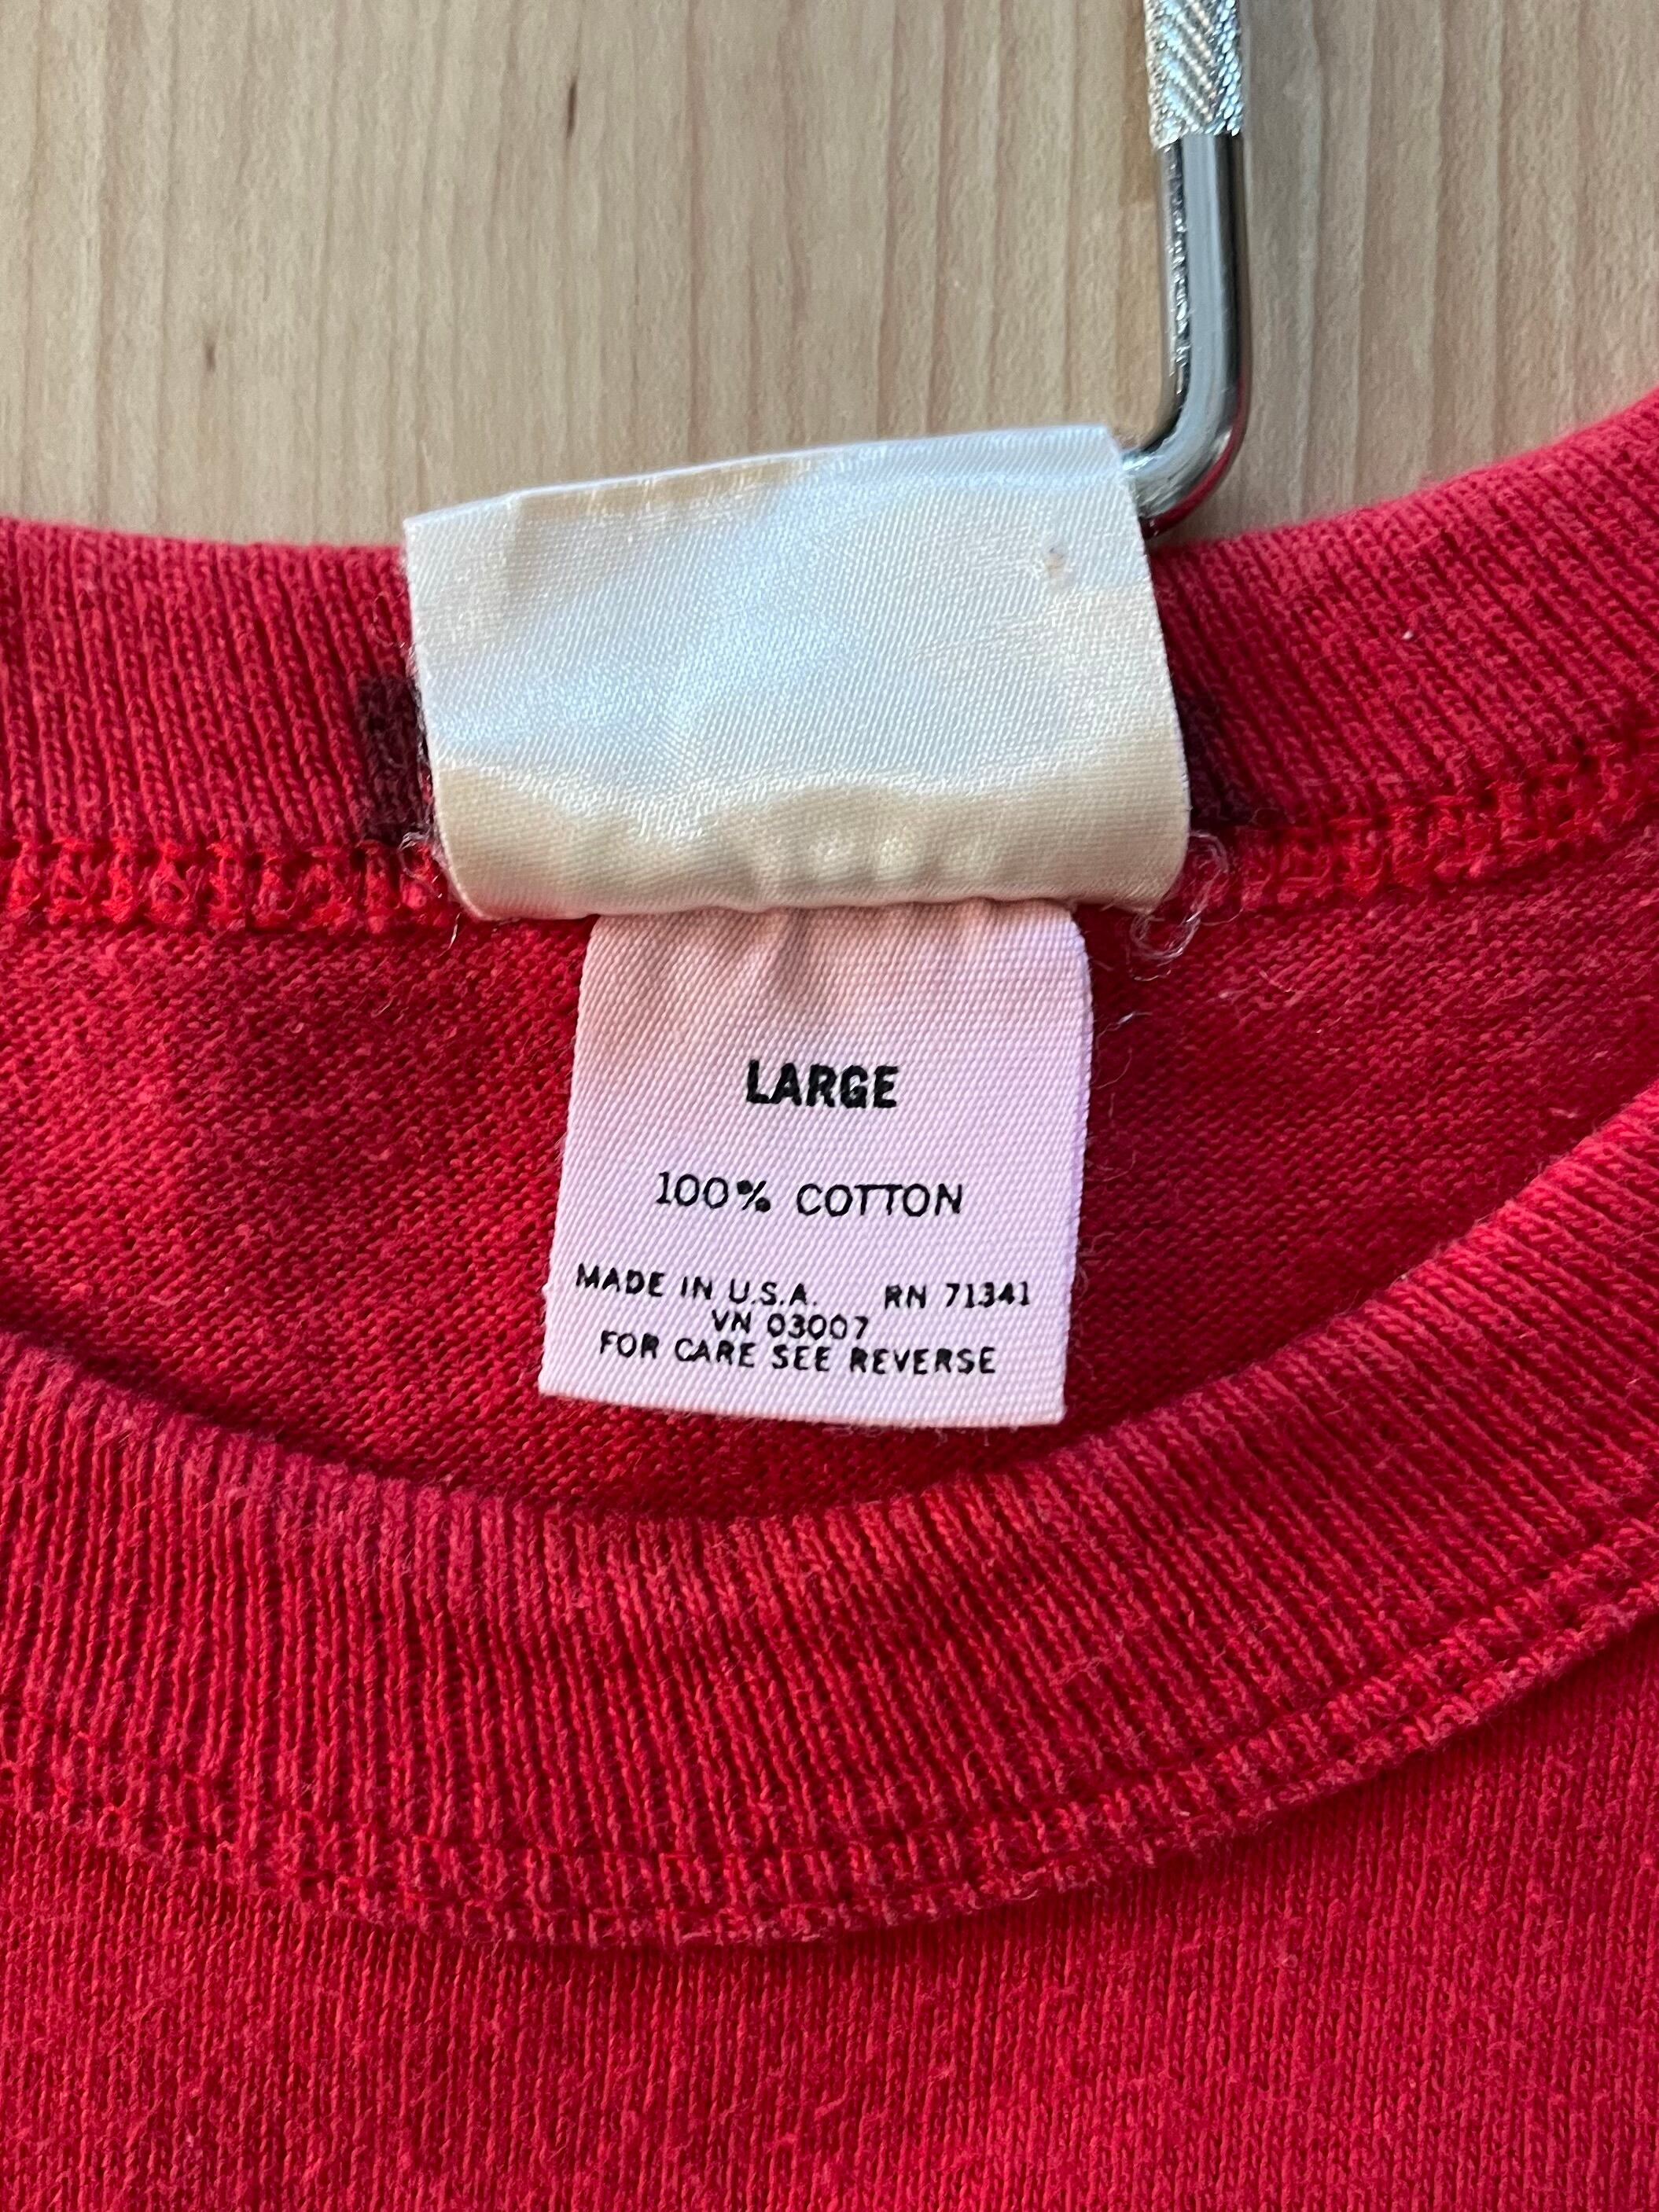 LARGE
100% COTTON
MADE IN U.S.A. RN 71341
VN 03007
FOR CARE SEE REVERSE